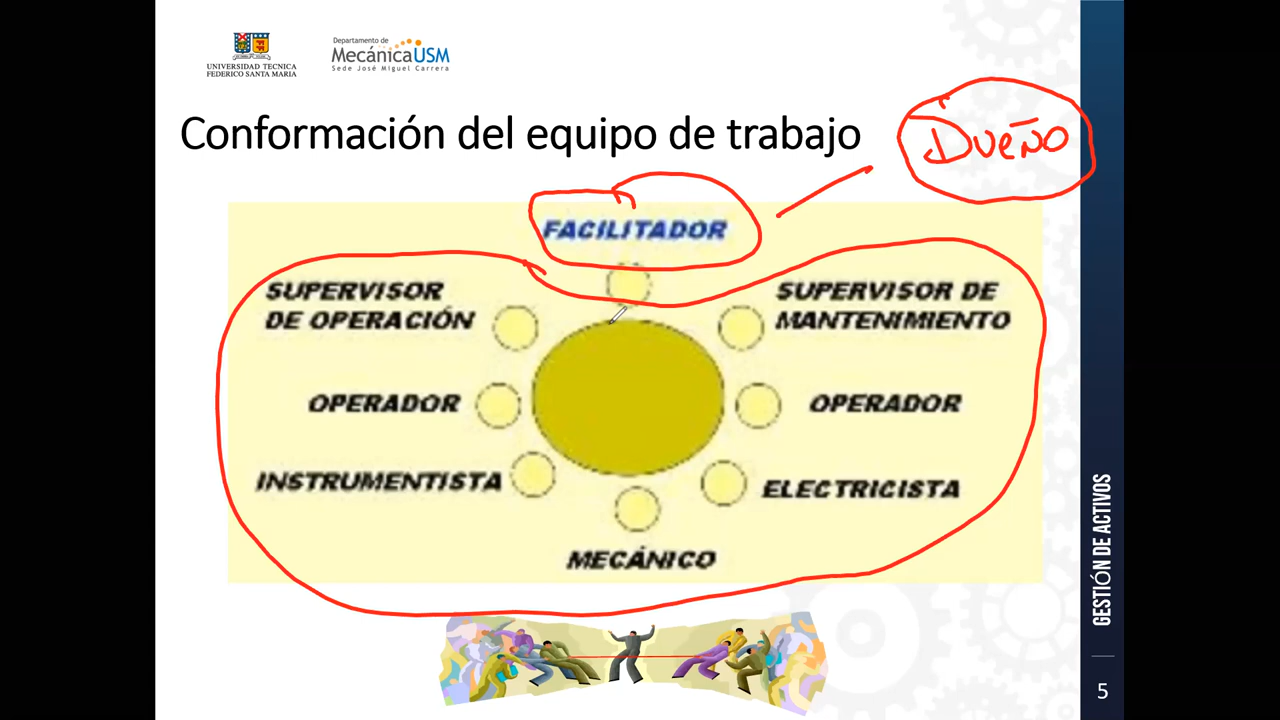 UNIVERSIDAD TECNICA
FEDERICO SANTA MARIA
Departamento de
MecánicaUSM
Sede José Miguel Carrera
Conformación del equipo de trabajo
DUEÑO
FACILITADOR
SUPERVISOR
DE OPERACIÓN
SUPERVISOR DE
MANTENIMIENTO
OPERADOR
OPERADOR
INSTRUMENTISTA
ELECTRICISTA
MECÁNICO
GESTIÓN DE ACTIVOS
5